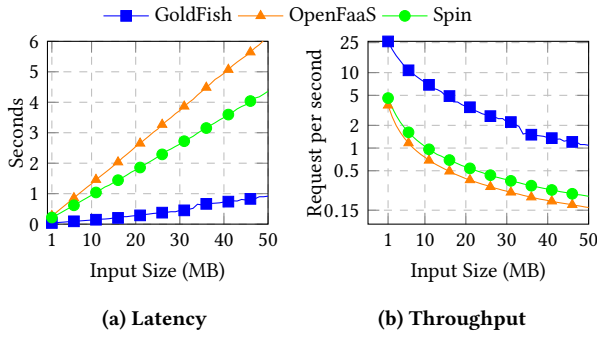 GoldFish OpenFaaS Spin
6
5
4
3
2
1
0
Seconds
1 10 20 30 40 50
Input Size (MB)
(a) Latency
25
10
5
2
1
0.5
0.15
Request per second
1 10 20 30 40 50
Input Size (MB)
(b) Throughput